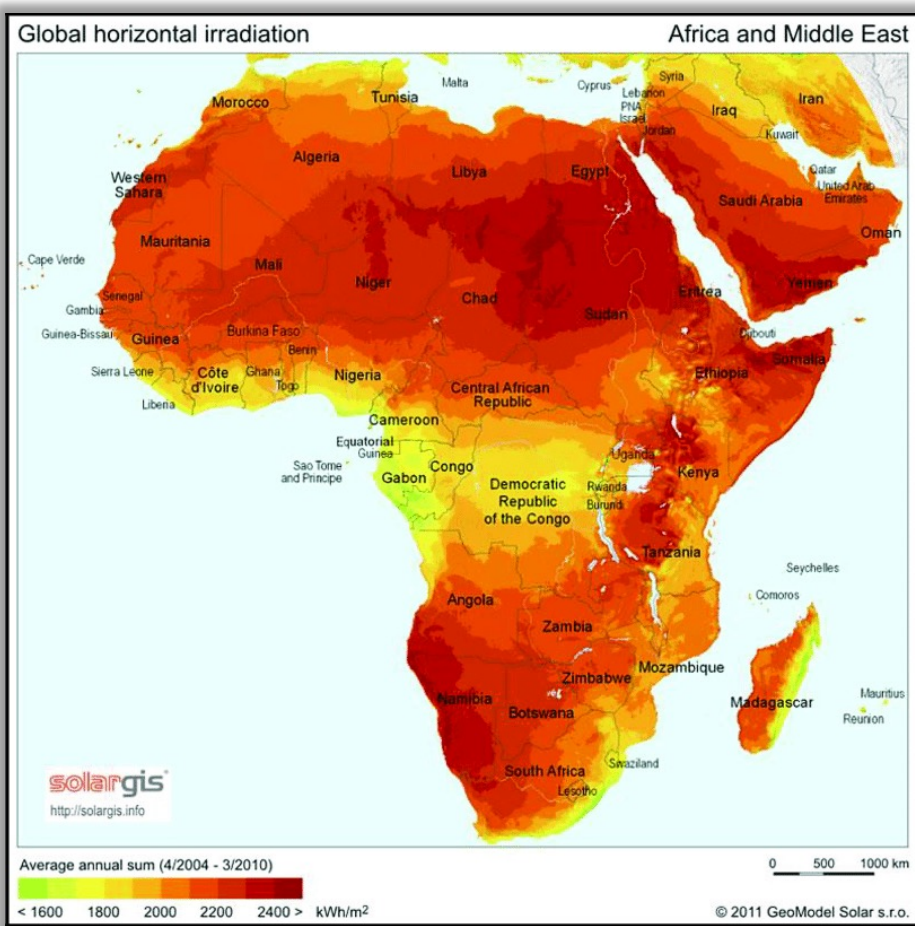 Global horizontal irradiation
Africa and Middle East
Malta
Cyprus
Syria
Lebanon
PNA
Israel
Jordan
Iraq
Iran
Kuwait
Morocco
Tunisia
Algeria
Libya
Egypt
Qatar
United Arab
Emirates
Saudi Arabia
Western
Sahara
Oman
Mauritania
Cape Verde
Mali
Niger
Chad
Sudan
Eritrea
Yemen
Senegal
Gambia
Guinea-Bissau
Guinea
Burkina Faso
Benin
Djibouti
Somalia
Sierra Leone
Côte
d'Ivoire
Ghana
Togo
Nigeria
Ethiopia
Liberia
Central African
Republic
Cameroon
Equatorial
Guinea
Sao Tome
and Principe
Gabon
Congo
Uganda
Kenya
Democratic
Republic
of the Congo
Rwanda
Burundi
Tanzania
Seychelles
Comoros
Angola
Zambia
Mozambique
Zimbabwe
Madagascar
Mauritius
Reunion
Namibia
Botswana
Swaziland
South Africa
Lesotho
solargis
http://solargis.info
Average annual sum (4/2004 - 3/2010)
< 1600 1800 2000 2200 2400 > kWh/m²
0 500 1000 km
© 2011 GeoModel Solar s.r.o.